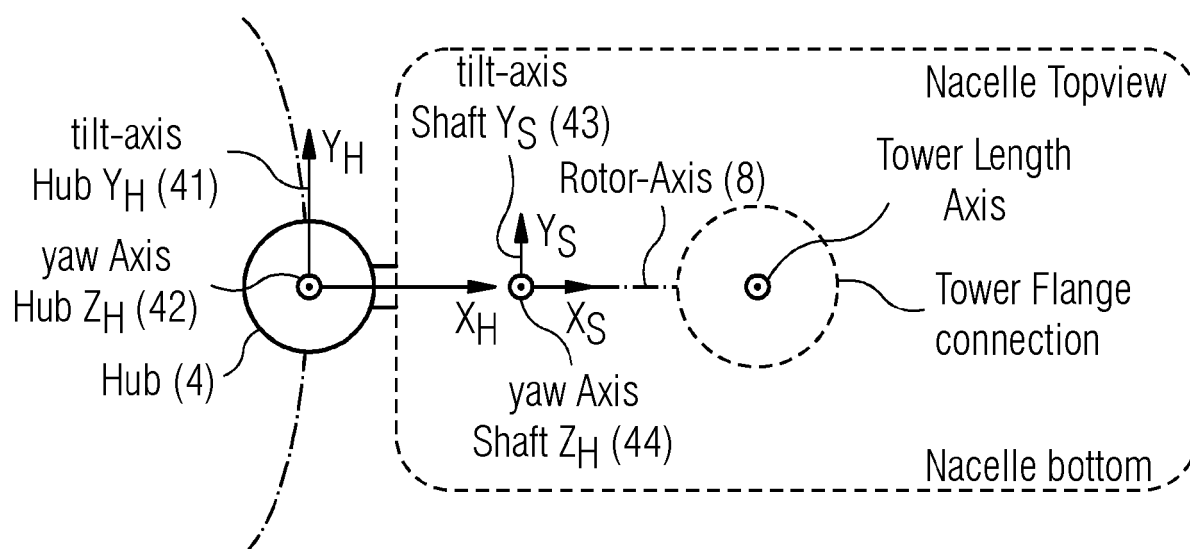 tilt-axis
Hub Y_H (41)
Y_H
yaw Axis
Hub Z_H (42)
Hub (4)
X_H
tilt-axis
Shaft Y_S (43)
Y_S
X_S
Rotor-Axis (8)
yaw Axis
Shaft Z_H (44)
Nacelle Topview
Tower Length
Axis
Tower Flange
connection
Nacelle bottom